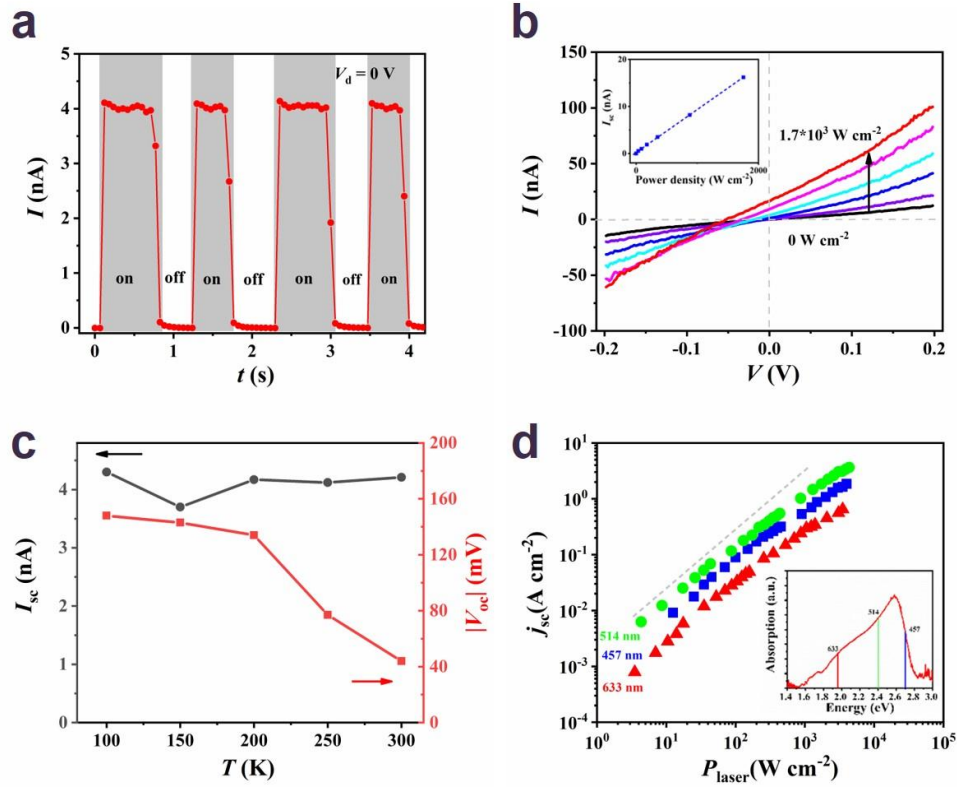 a
5
4
3
2
1
0
I (nA)
V_d = 0 V
on
off
on
off
on
off
on
0
1
2
3
4
t (s)
b
150
100
50
0
-50
-100
I (nA)
20
10
0
I_sc (nA)
0
2000
Power density (W cm⁻²)
1.7*10³ W cm⁻²
0 W cm⁻²
-0.2
-0.1
0.0
0.1
0.2
V (V)
c
4
3
2
1
0
I_sc (nA)
200
160
120
80
40
0
|V_oc| (mV)
100
150
200
250
300
T (K)
d
10¹
10⁰
10⁻¹
10⁻²
10⁻³
10⁻⁴
j_sc(A cm⁻²)
514 nm
457 nm
633 nm
Absorption (a.u.)
633
514
457
1.4 1.6 1.8 2.0 2.2 2.4 2.6 2.8 3.0
Energy (eV)
10⁰
10¹
10²
10³
10⁴
10⁵
P_laser(W cm⁻²)